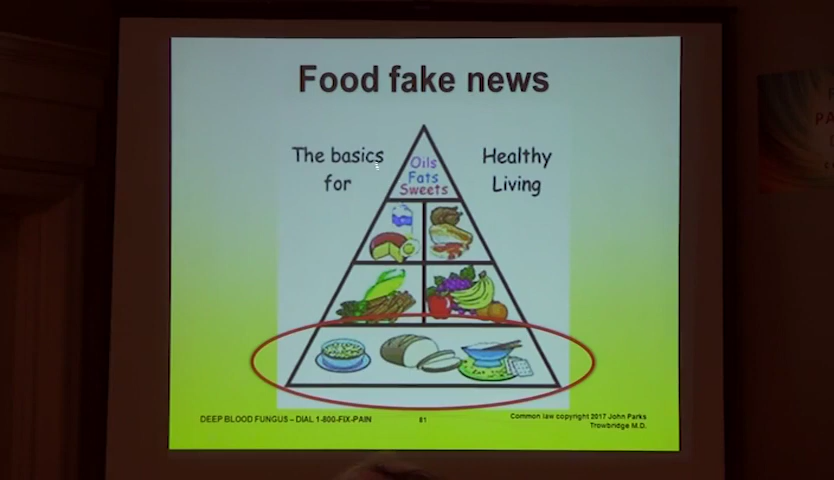 Food fake news
The basics
for
Healthy
Living
Oils
Fats
Sweets
DEEP BLOOD FUNGUS – DIAL 1-800-FIX-PAIN
81
Common law copyright 2017 John Parks
Trowbridge M.D.